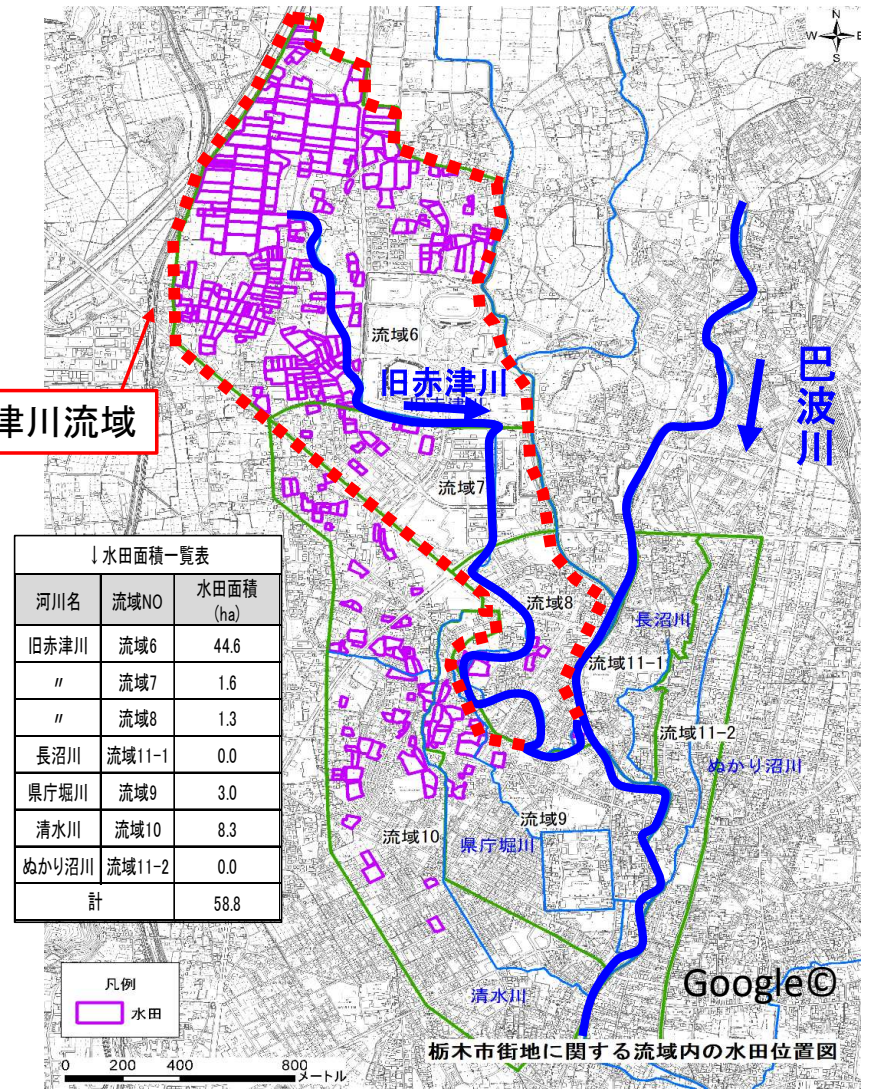 N
W E
S
流域6
旧赤津川
巴波川
津川流域
流域7
↓水田面積一覧表
河川名 流域NO 水田面積(ha)
旧赤津川 流域6 44.6
〃 流域7 1.6
〃 流域8 1.3
長沼川 流域11-1 0.0
県庁堀川 流域9 3.0
清水川 流域10 8.3
ぬかり沼川 流域11-2 0.0
計 58.8
流域8
長沼川
流域11-1
流域11-2
ぬかり沼川
流域9
流域10
県庁堀川
清水川
凡例
水田
Google©
栃木市街地に関する流域内の水田位置図
0 200 400 800
メートル